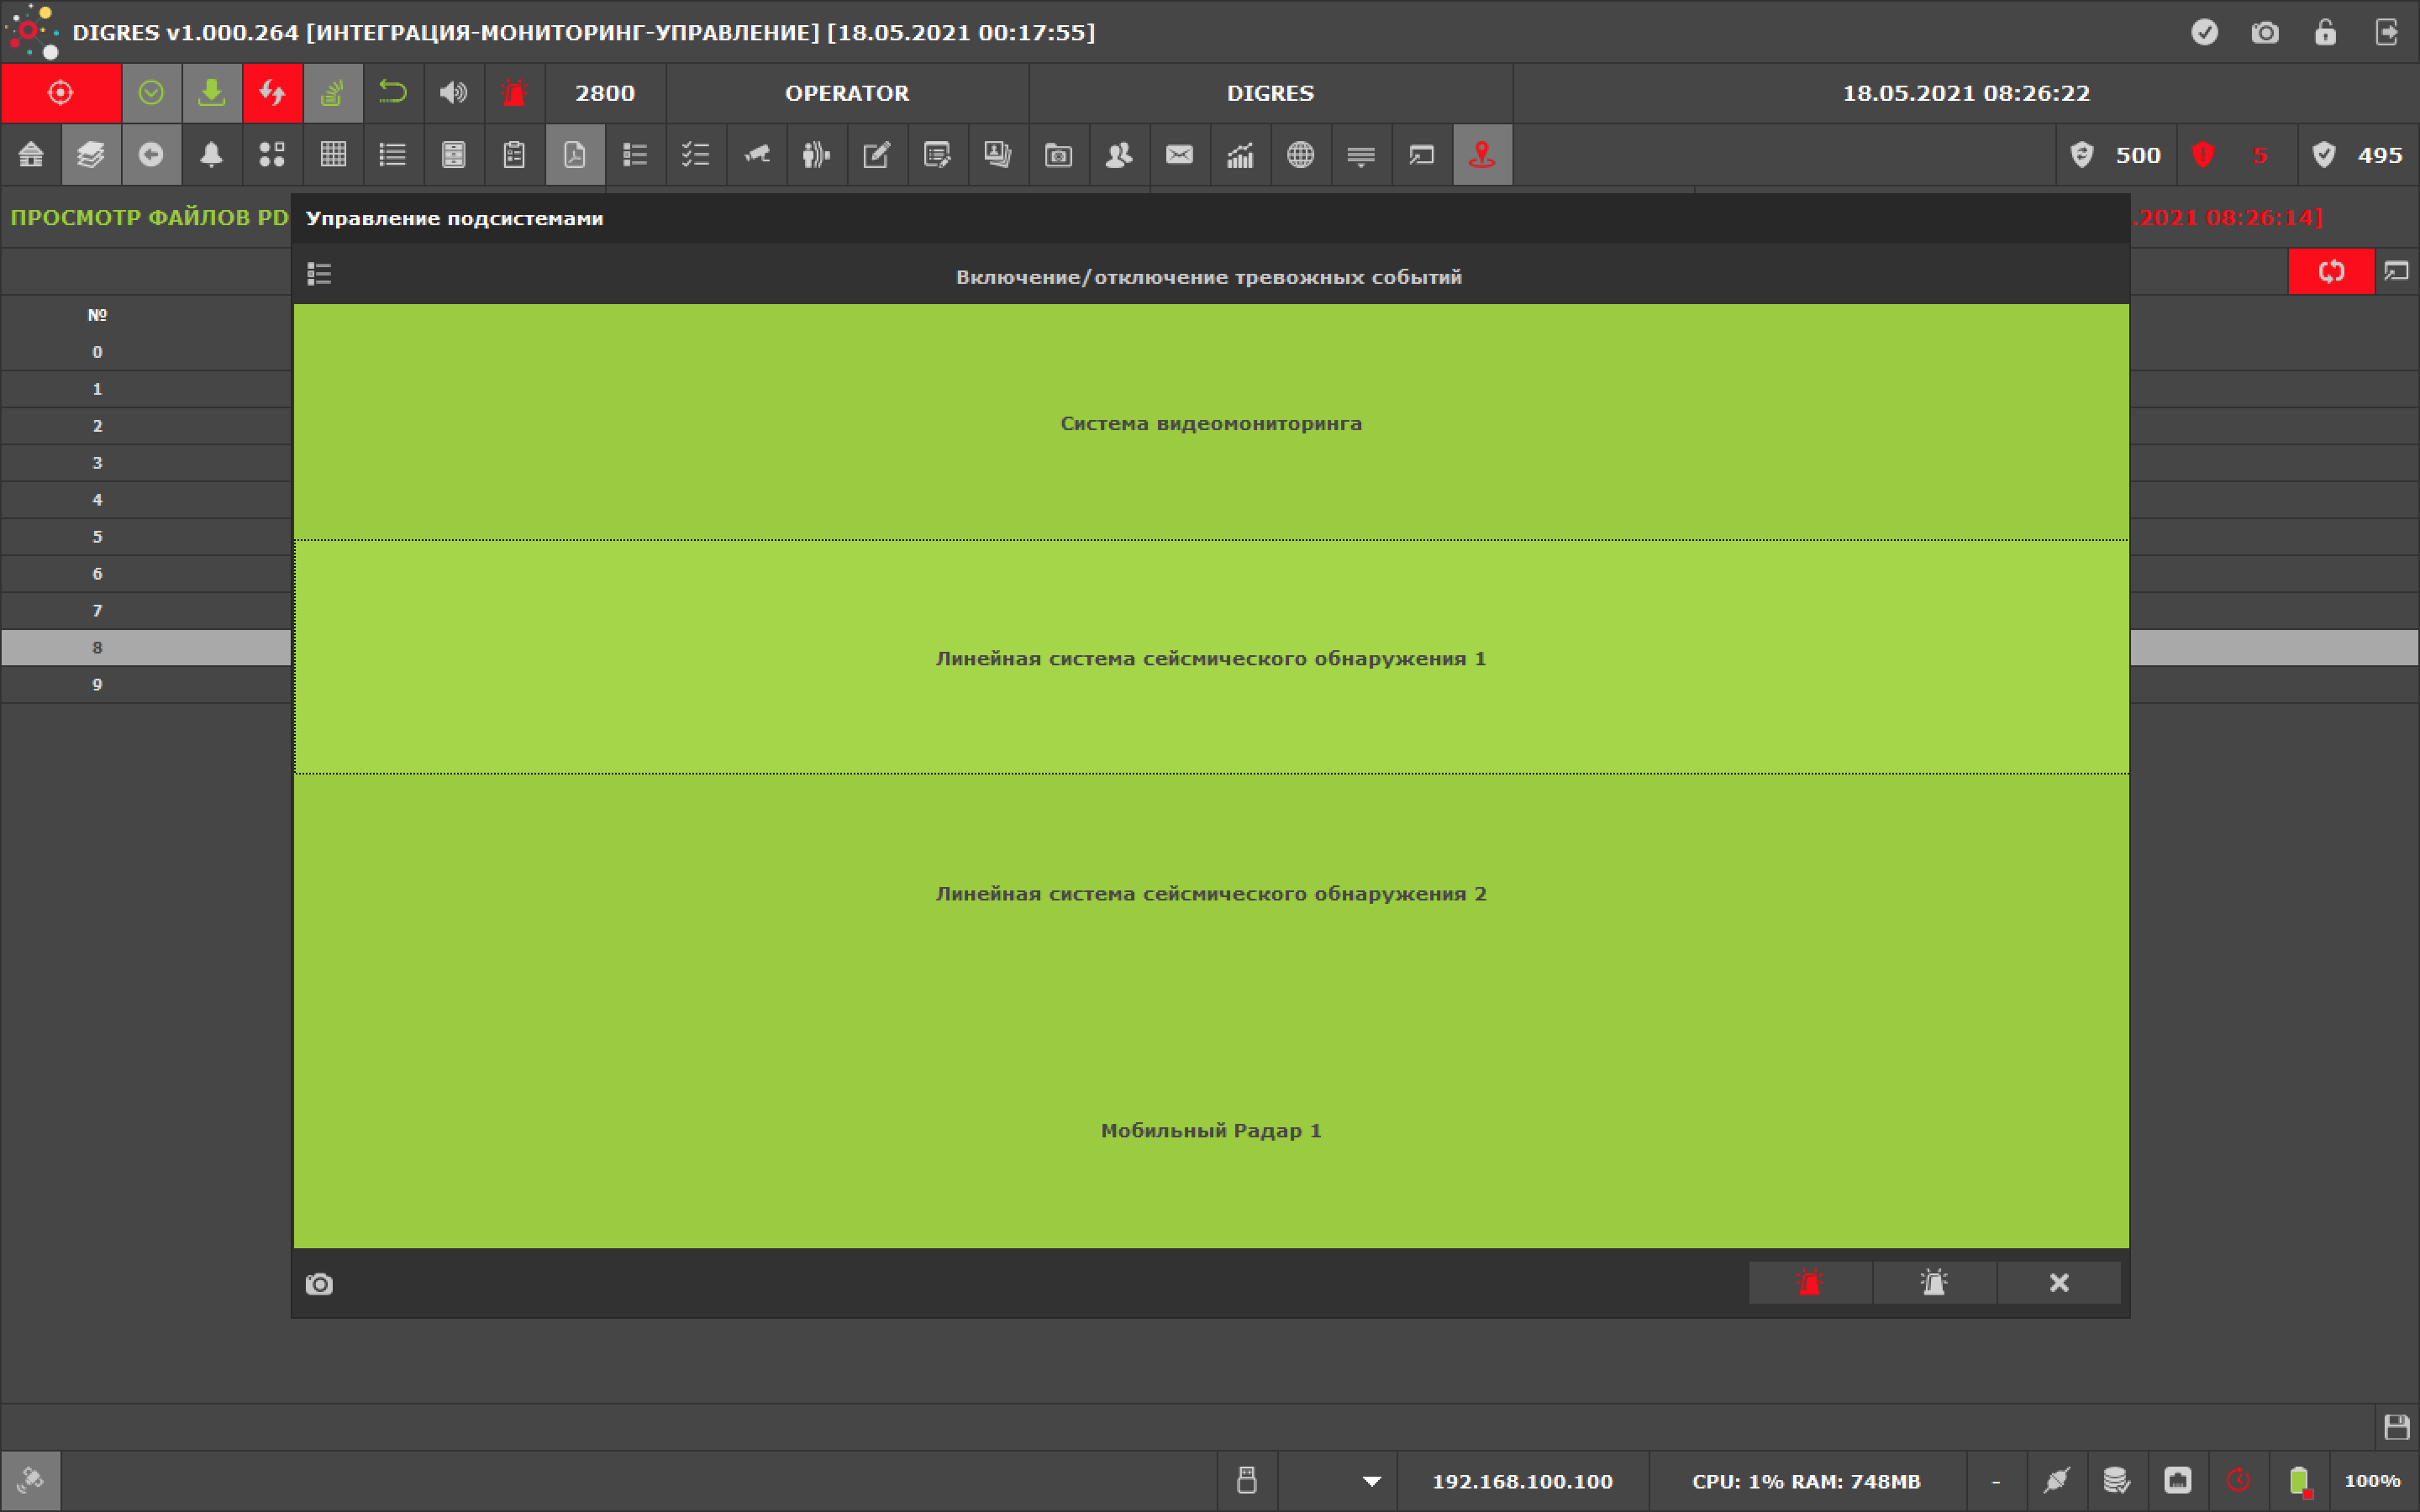 DIGRES v1.000.264 [ИНТЕГРАЦИЯ-МОНИТОРИНГ-УПРАВЛЕНИЕ] [18.05.2021 00:17:55]
2800 OPERATOR DIGRES 18.05.2021 08:26:22
500 5 495
ПРОСМОТР ФАЙЛОВ PD
.2021 08:26:14]
Управление подсистемами
Включение/отключение тревожных событий
№
0
1
2
3
4
5
6
7
8
9
Система видеомониторинга
Линейная система сейсмического обнаружения 1
Линейная система сейсмического обнаружения 2
Мобильный Радар 1
192.168.100.100 CPU: 1% RAM: 748MB - 100%